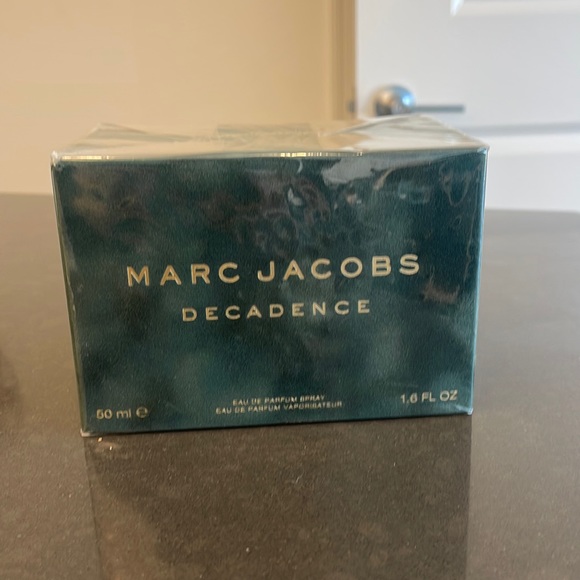 MARC JACOBS
DECADENCE
EAU DE PARFUM SPRAY
EAU DE PARFUM VAPORISATEUR
50 ml ℮
1.6 FL OZ